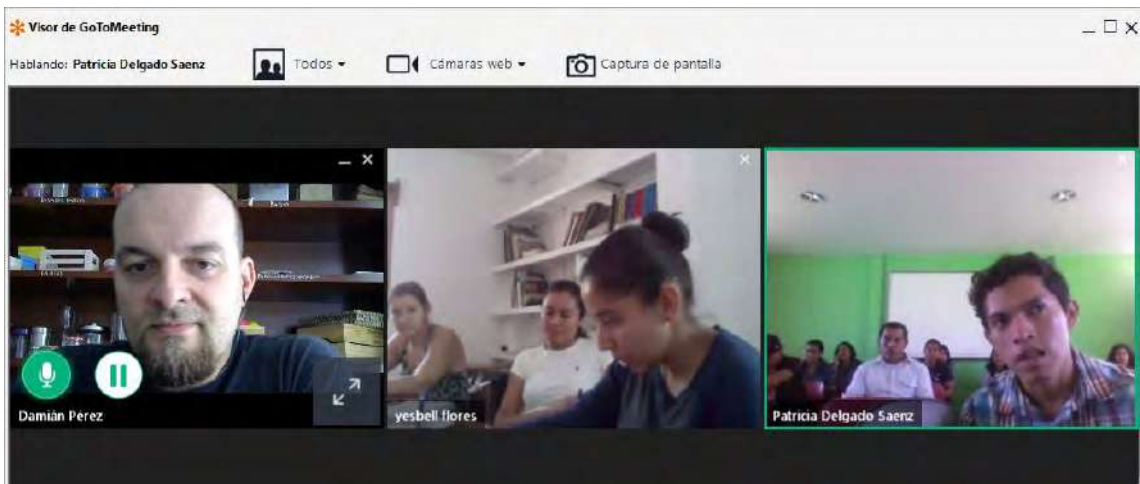 Visor de GoToMeeting
Hablando: Patricia Delgado Saenz
Todos
Cámaras web
Captura de pantalla
Damián Pérez
yesbell flores
Patricia Delgado Saenz